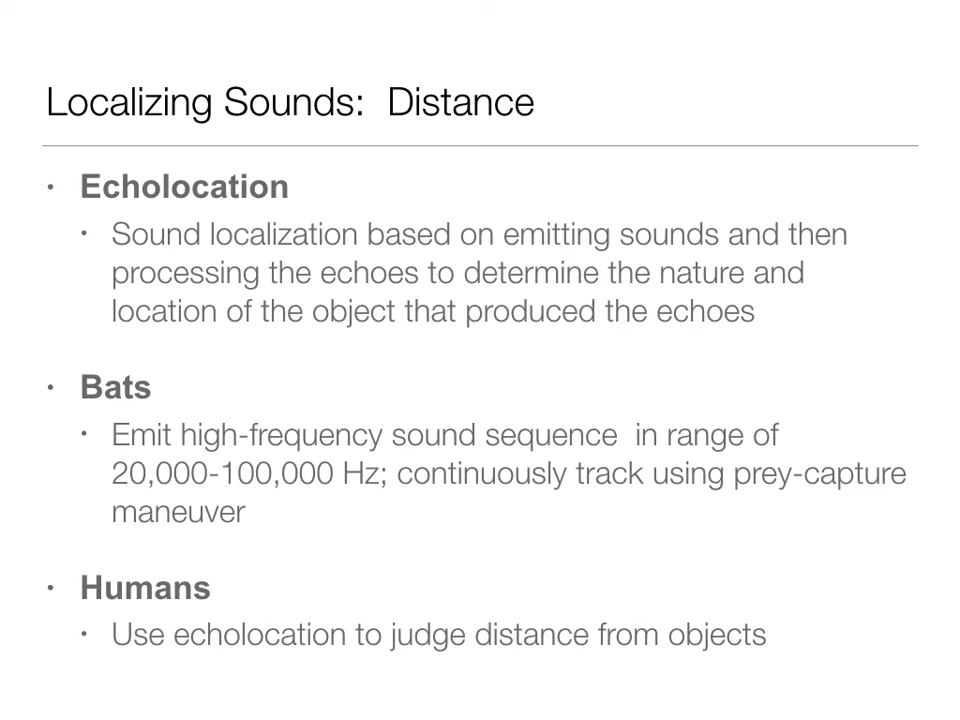 Localizing Sounds:  Distance
• Echolocation
• Sound localization based on emitting sounds and then
processing the echoes to determine the nature and
location of the object that produced the echoes
• Bats
• Emit high-frequency sound sequence  in range of
20,000-100,000 Hz; continuously track using prey-capture
maneuver
• Humans
• Use echolocation to judge distance from objects